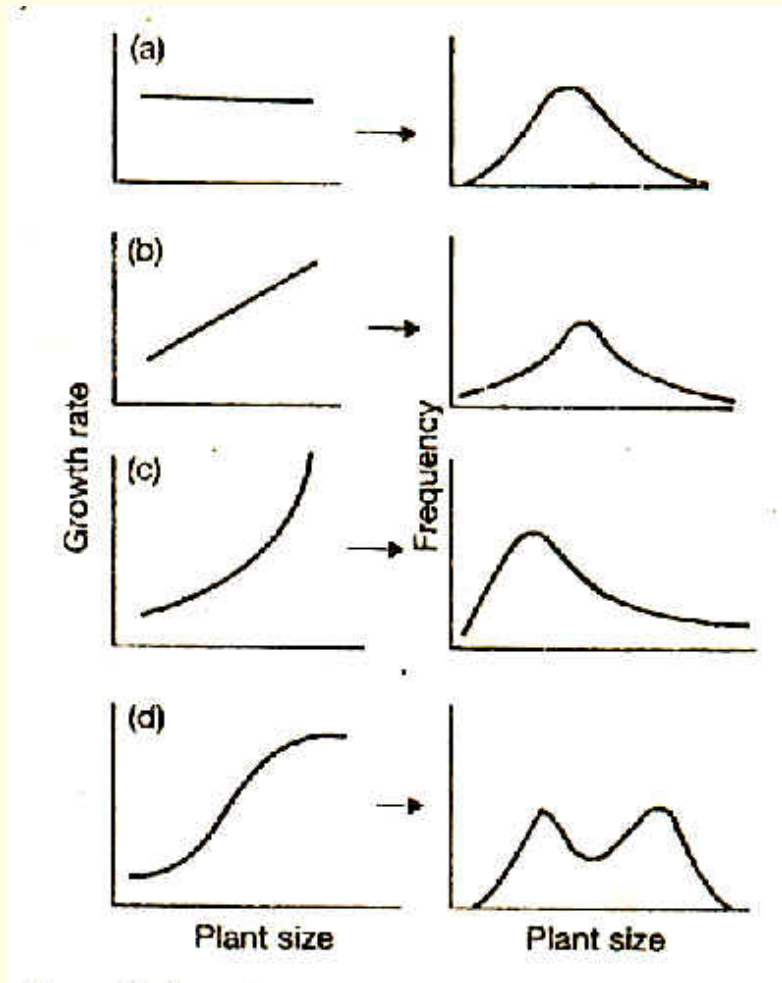 (a)
(b)
(c)
(d)
Growth rate
Frequency
Plant size
Plant size